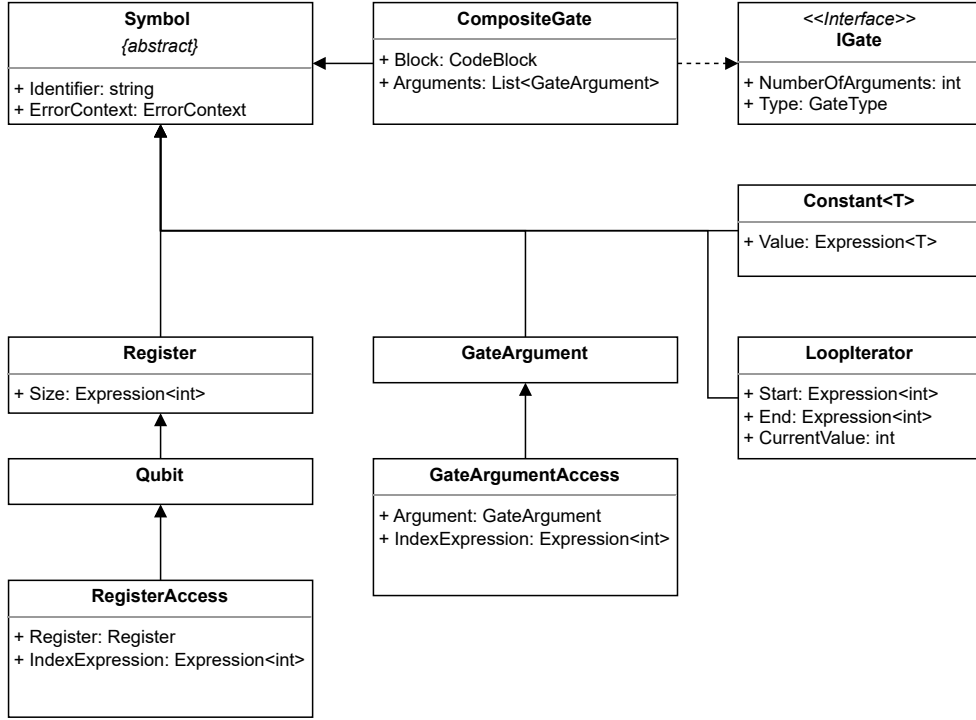 Symbol
{abstract}
+ Identifier: string
+ ErrorContext: ErrorContext
CompositeGate
+ Block: CodeBlock
+ Arguments: List<GateArgument>
<<Interface>>
IGate
+ NumberOfArguments: int
+ Type: GateType
Constant<T>
+ Value: Expression<T>
Register
+ Size: Expression<int>
GateArgument
LoopIterator
+ Start: Expression<int>
+ End: Expression<int>
+ CurrentValue: int
Qubit
GateArgumentAccess
+ Argument: GateArgument
+ IndexExpression: Expression<int>
RegisterAccess
+ Register: Register
+ IndexExpression: Expression<int>